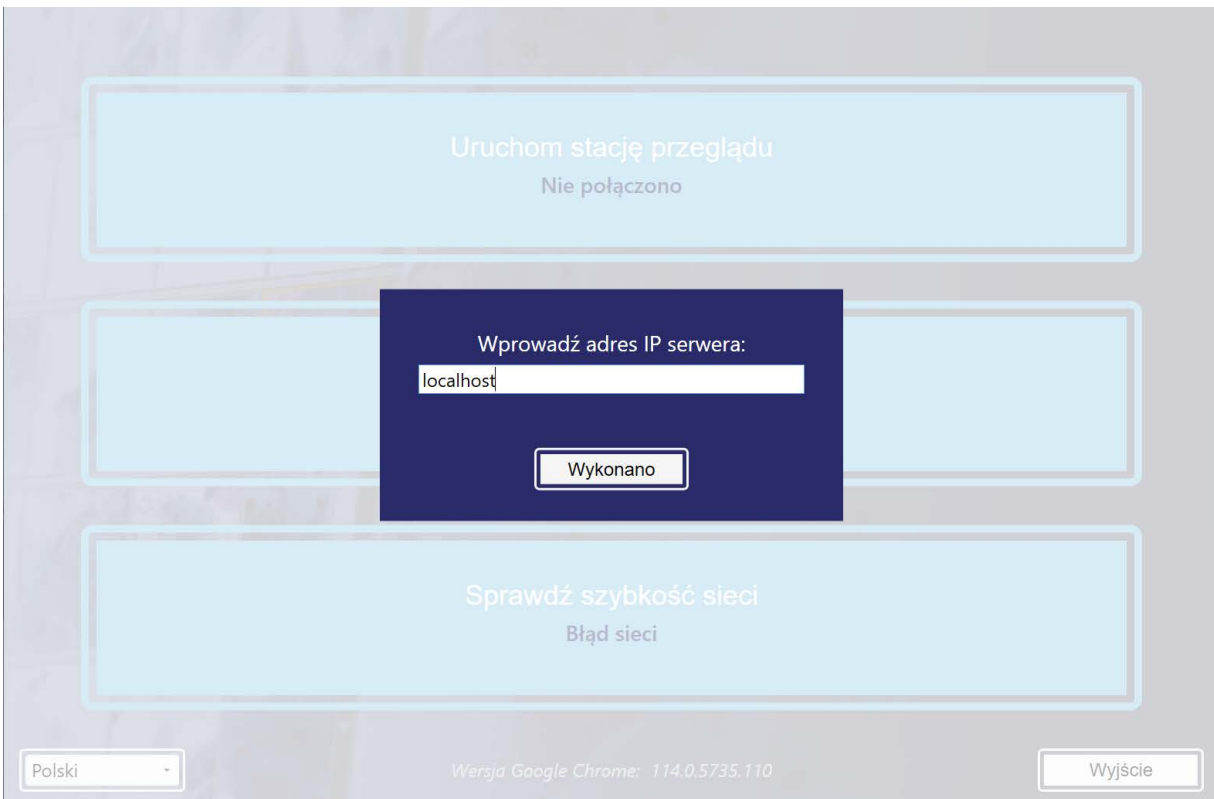 Uruchom stację przeglądu
Nie połączono
Wprowadź adres IP serwera:
localhost
Wykonano
Sprawdź szybkość sieci
Błąd sieci
Polski
Wersja Google Chrome: 114.0.5735.110
Wyjście